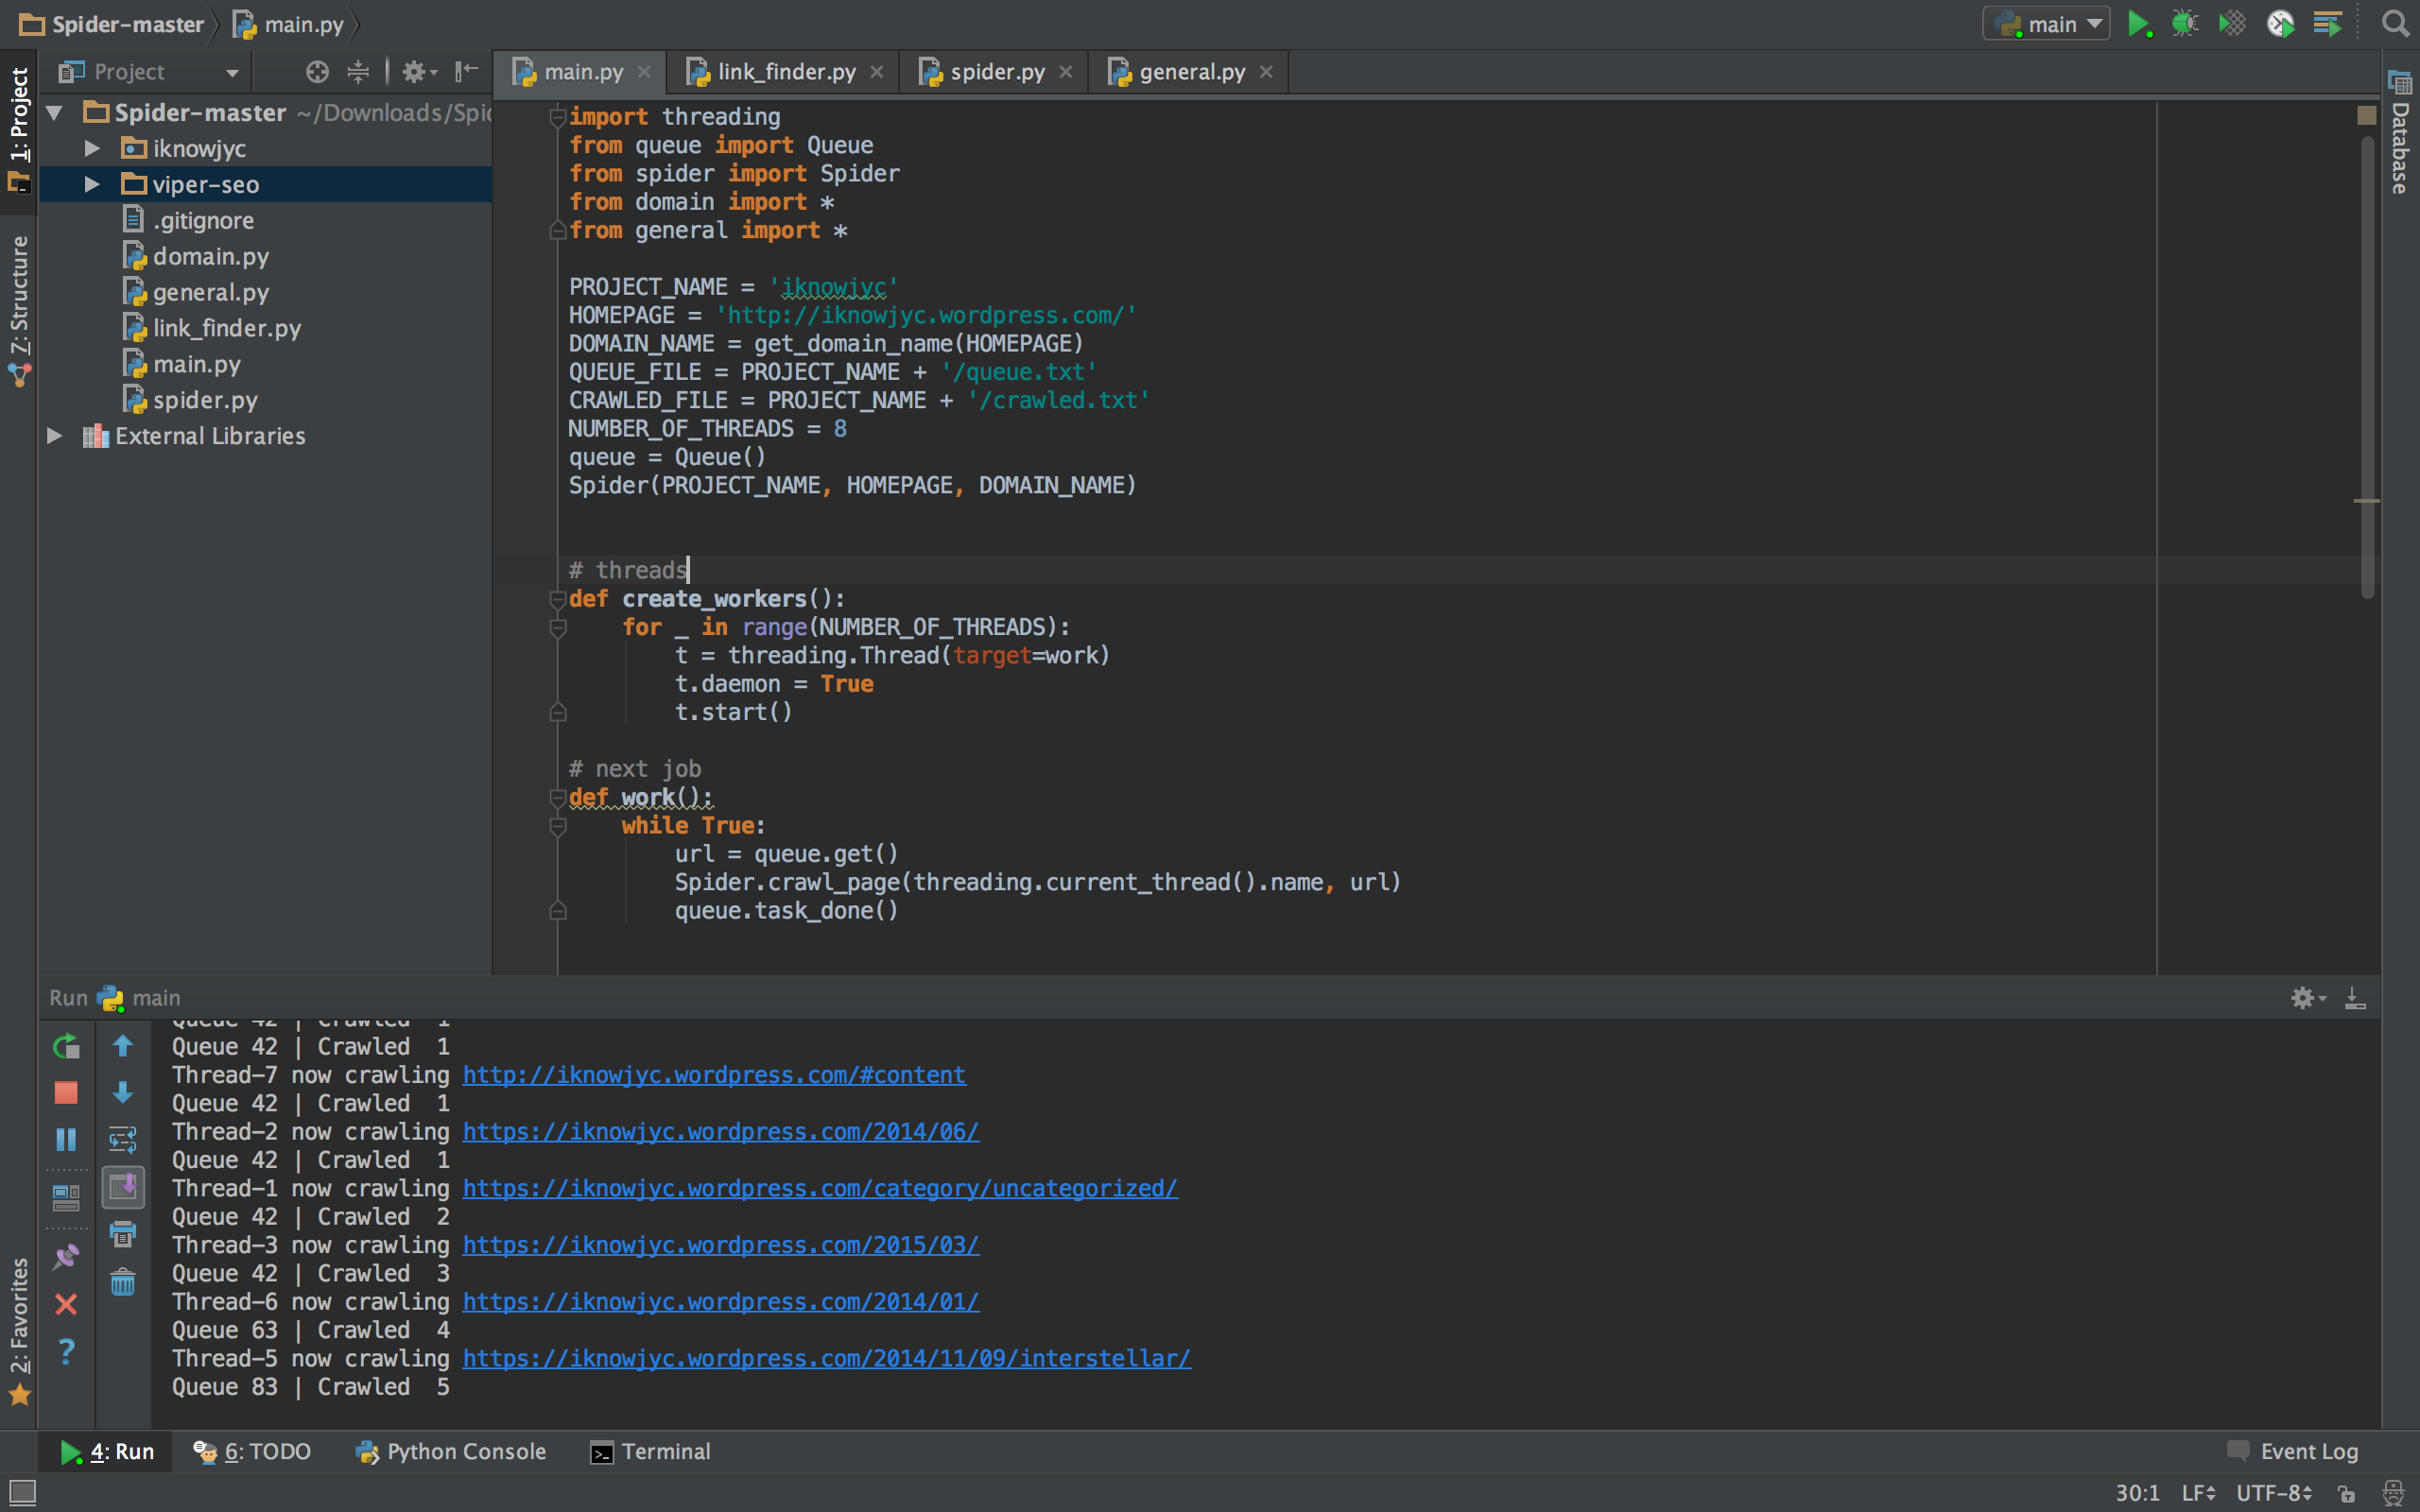 Spider-master main.py
main
Project
main.py link_finder.py spider.py general.py
1: Project
7: Structure
2: Favorites
Database
Spider-master ~/Downloads/Spi
iknowjyc
viper-seo
.gitignore
domain.py
general.py
link_finder.py
main.py
spider.py
External Libraries
import threading
from queue import Queue
from spider import Spider
from domain import *
from general import *
PROJECT_NAME = 'iknowjyc'
HOMEPAGE = 'http://iknowjyc.wordpress.com/'
DOMAIN_NAME = get_domain_name(HOMEPAGE)
QUEUE_FILE = PROJECT_NAME + '/queue.txt'
CRAWLED_FILE = PROJECT_NAME + '/crawled.txt'
NUMBER_OF_THREADS = 8
queue = Queue()
Spider(PROJECT_NAME, HOMEPAGE, DOMAIN_NAME)
# threads
def create_workers():
for _ in range(NUMBER_OF_THREADS):
t = threading.Thread(target=work)
t.daemon = True
t.start()
# next job
def work():
while True:
url = queue.get()
Spider.crawl_page(threading.current_thread().name, url)
queue.task_done()
Run main
Queue 42 | Crawled 1
Queue 42 | Crawled 1
Thread-7 now crawling http://iknowjyc.wordpress.com/#content
Queue 42 | Crawled 1
Thread-2 now crawling https://iknowjyc.wordpress.com/2014/06/
Queue 42 | Crawled 1
Thread-1 now crawling https://iknowjyc.wordpress.com/category/uncategorized/
Queue 42 | Crawled 2
Thread-3 now crawling https://iknowjyc.wordpress.com/2015/03/
Queue 42 | Crawled 3
Thread-6 now crawling https://iknowjyc.wordpress.com/2014/01/
Queue 63 | Crawled 4
Thread-5 now crawling https://iknowjyc.wordpress.com/2014/11/09/interstellar/
Queue 83 | Crawled 5
4: Run 6: TODO Python Console Terminal Event Log
30:1 LF UTF-8